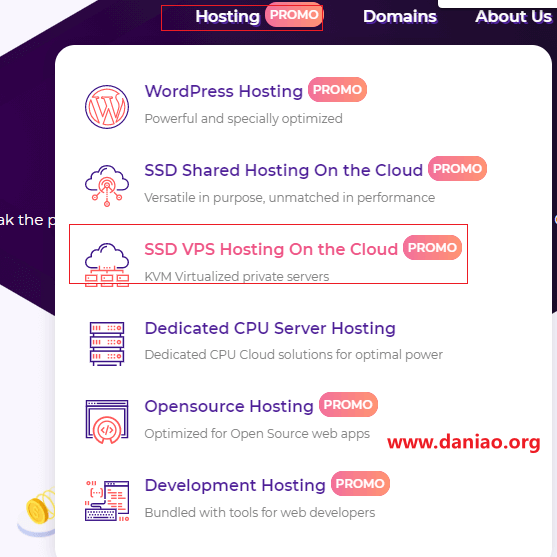 Hosting PROMO Domains About Us
WordPress Hosting PROMO
Powerful and specially optimized
SSD Shared Hosting On the Cloud PROMO
Versatile in purpose, unmatched in performance
ak the p
SSD VPS Hosting On the Cloud PROMO
KVM Virtualized private servers
Dedicated CPU Server Hosting
Dedicated CPU Cloud solutions for optimal power
Opensource Hosting PROMO
Optimized for Open Source web apps
www.daniao.org
Development Hosting PROMO
Bundled with tools for web developers